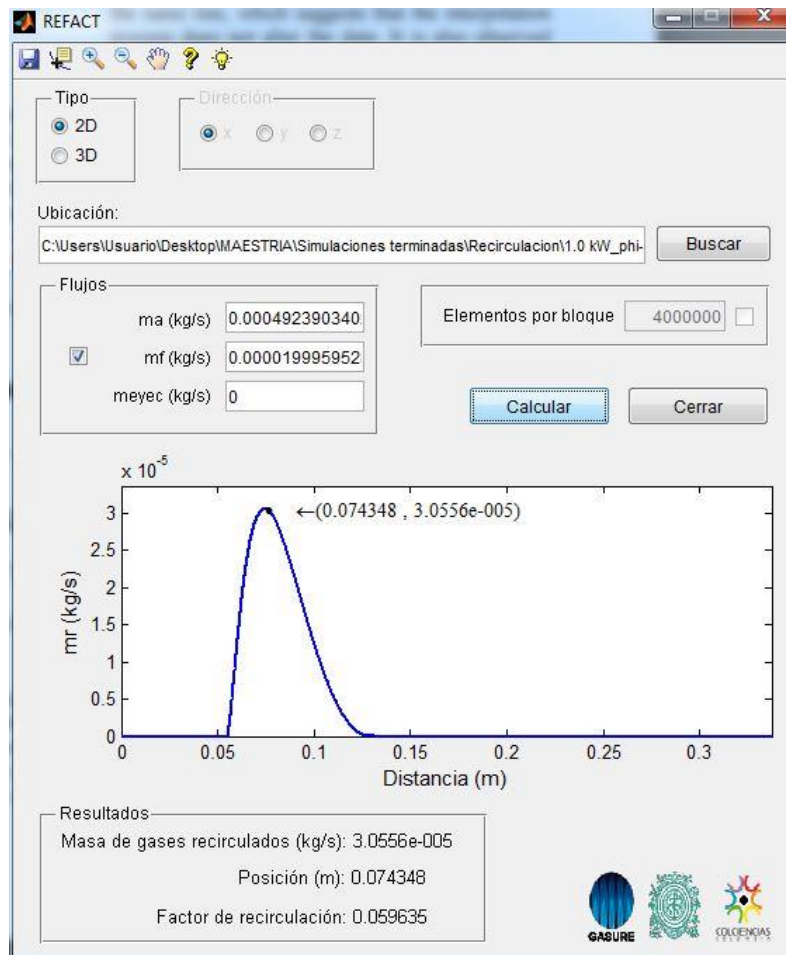 REFACT
Tipo
2D
3D
Dirección
x y z
Ubicación:
C:\Users\Usuario\Desktop\MAESTRIA\Simulaciones terminadas\Recirculacion\1.0 kW_phi-
Buscar
Flujos
ma (kg/s) 0.000492390340
mf (kg/s) 0.000019995952
meyec (kg/s) 0
Elementos por bloque 4000000
Calcular
Cerrar
x 10^-5
←(0.074348 , 3.0556e-005)
3
2.5
2
1.5
1
0.5
0
mr (kg/s)
0 0.05 0.1 0.15 0.2 0.25 0.3
Distancia (m)
Resultados
Masa de gases recirculados (kg/s): 3.0556e-005
Posición (m): 0.074348
Factor de recirculación: 0.059635
GASURE
COLCIENCIAS
COLOMBIA